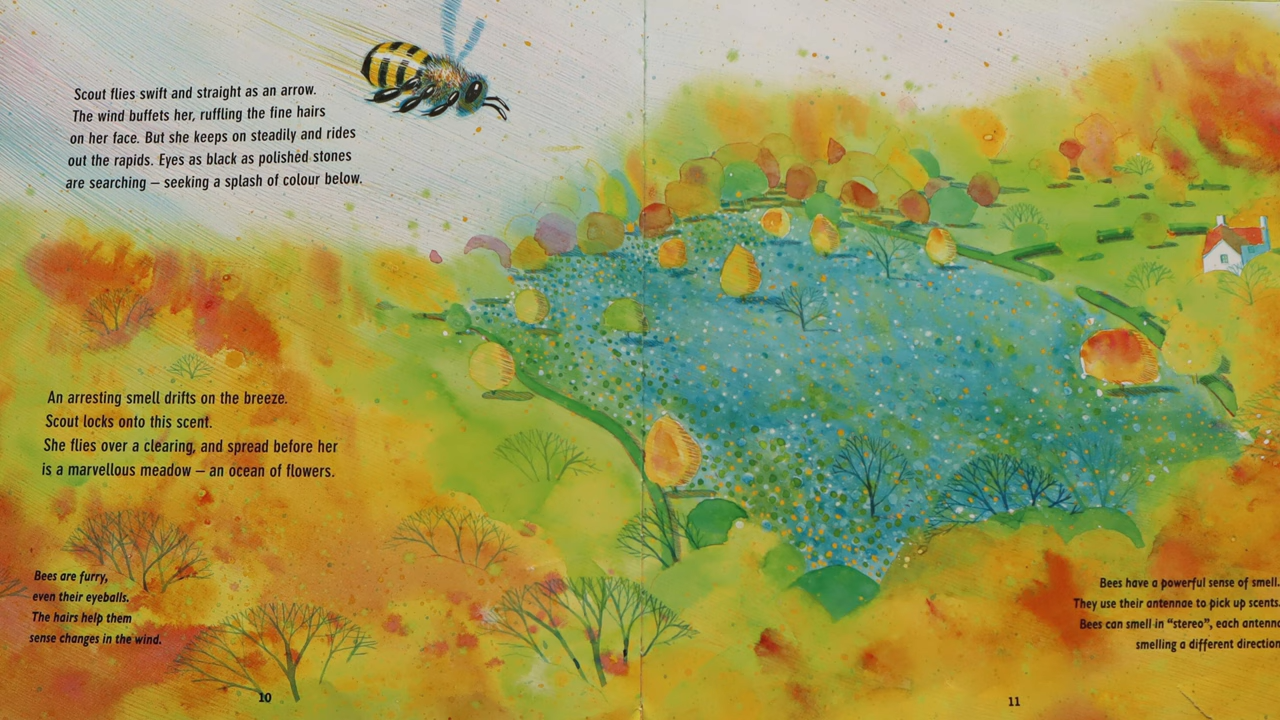 Scout flies swift and straight as an arrow.
The wind buffets her, ruffling the fine hairs
on her face. But she keeps on steadily and rides
out the rapids. Eyes as black as polished stones
are searching – seeking a splash of colour below.
An arresting smell drifts on the breeze.
Scout locks onto this scent.
She flies over a clearing, and spread before her
is a marvellous meadow – an ocean of flowers.
Bees are furry,
even their eyeballs.
The hairs help them
sense changes in the wind.
10
Bees have a powerful sense of smell.
They use their antennae to pick up scents.
Bees can smell in “stereo”, each antenna
smelling a different direction
11